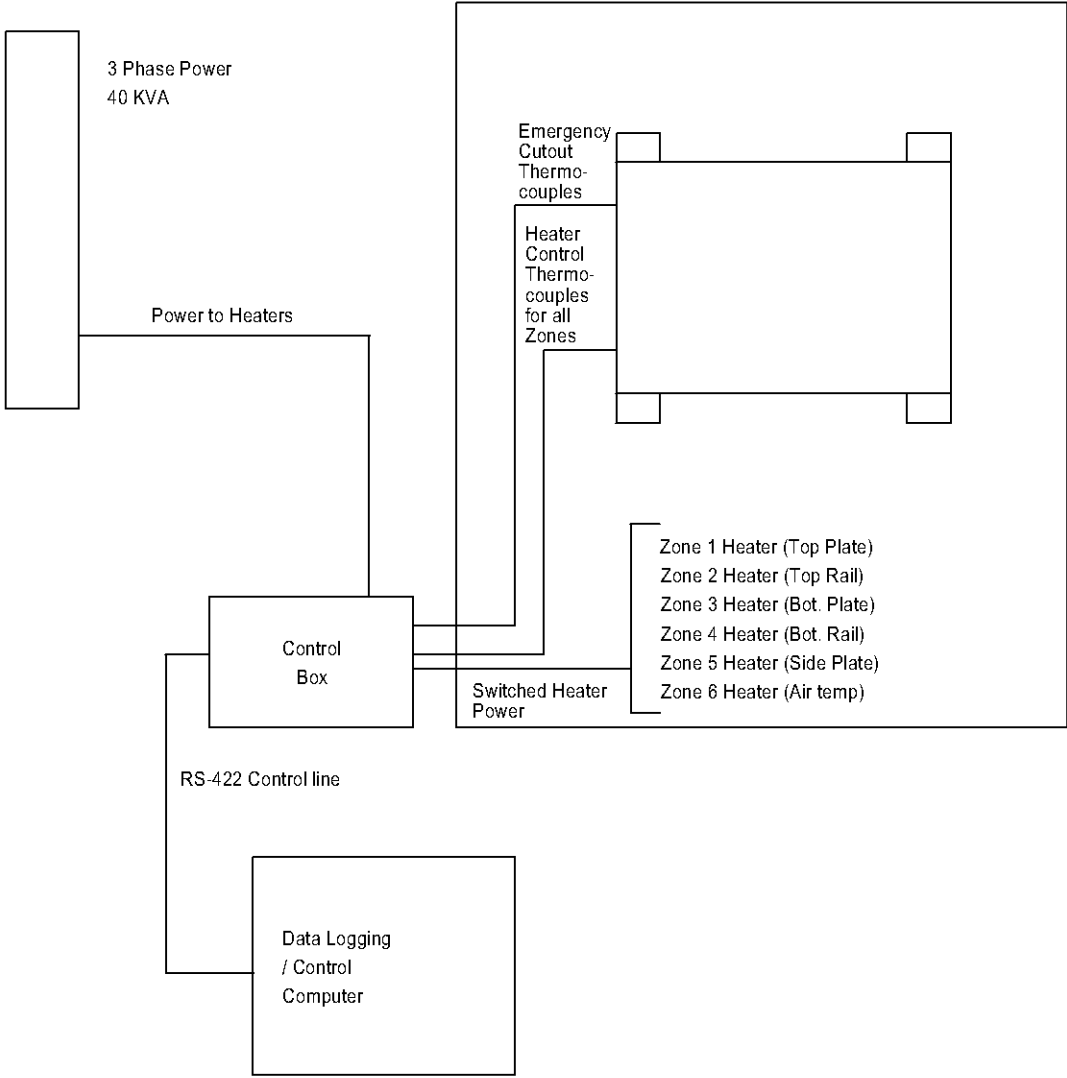 3 Phase Power
40 KVA
Emergency
Cutout
Thermo-
couples
Heater
Control
Thermo-
couples
for all
Zones
Power to Heaters
Zone 1 Heater (Top Plate)
Zone 2 Heater (Top Rail)
Zone 3 Heater (Bot. Plate)
Zone 4 Heater (Bot. Rail)
Zone 5 Heater (Side Plate)
Zone 6 Heater (Air temp)
Control
Box
Switched Heater
Power
RS-422 Control line
Data Logging
/ Control
Computer